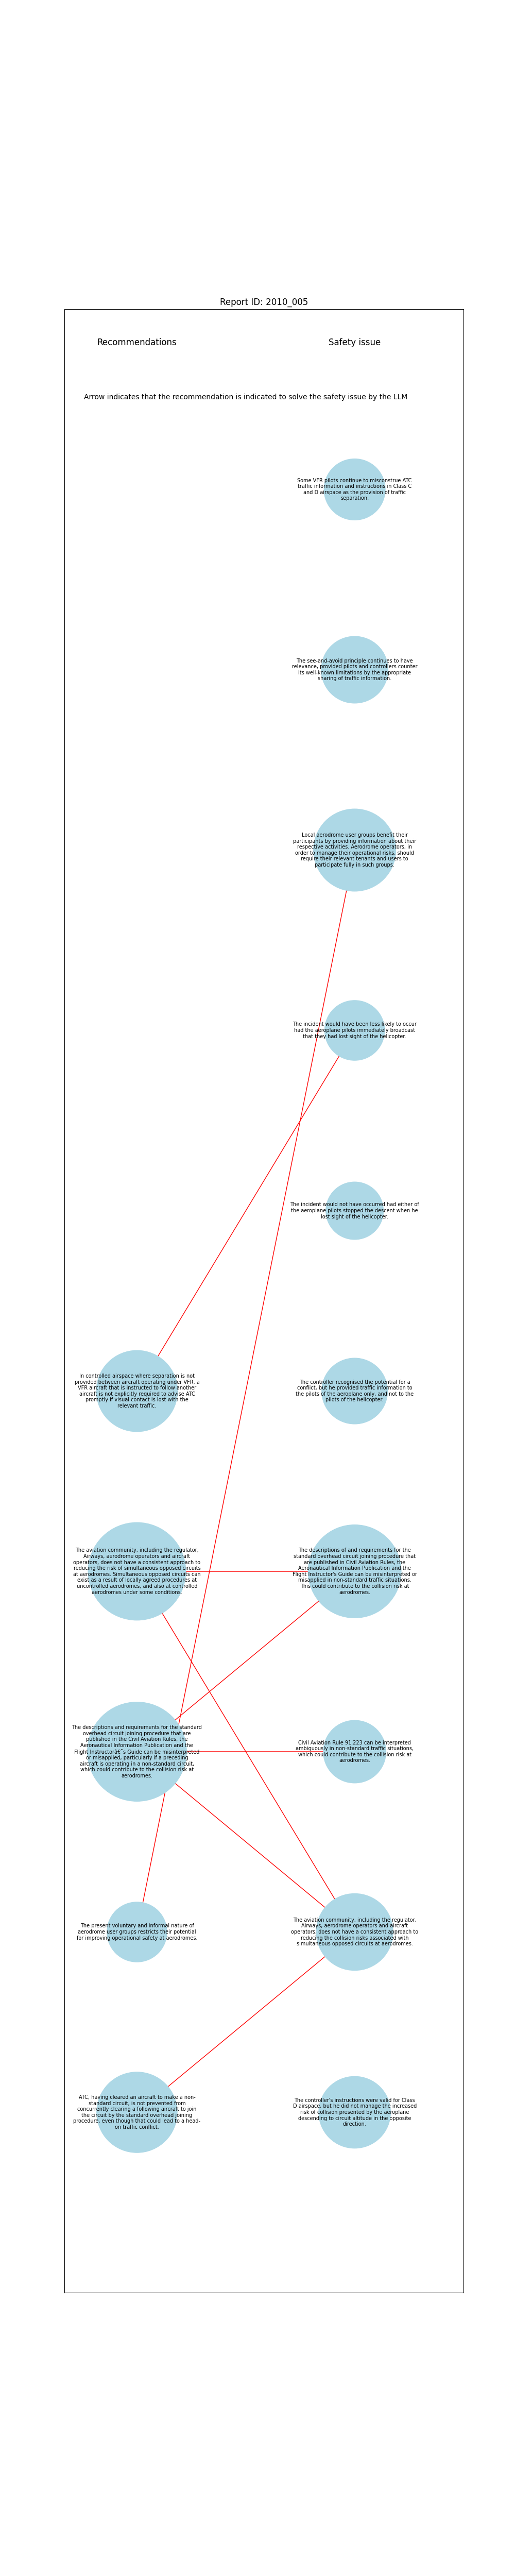 Report ID: 2010_005
Recommendations
Safety issue
Arrow indicates that the recommendation is indicated to solve the safety issue by the LLM
Some VFR pilots continue to misconstrue ATC
traffic information and instructions in Class C
and D airspace as the provision of traffic
separation.
The see-and-avoid principle continues to have
relevance, provided pilots and controllers counter
its well-known limitations by the appropriate
sharing of traffic information.
Local aerodrome user groups benefit their
participants by providing information about their
respective activities. Aerodrome operators, in
order to manage their operational risks, should
require their relevant tenants and users to
participate fully in such groups.
The incident would have been less likely to occur
had the aeroplane pilots immediately broadcast
that they had lost sight of the helicopter.
The incident would not have occurred had either of
the aeroplane pilots stopped the descent when he
lost sight of the helicopter.
In controlled airspace where separation is not
provided between aircraft operating under VFR, a
VFR aircraft that is instructed to follow another
aircraft is not explicitly required to advise ATC
promptly if visual contact is lost with the
relevant traffic.
The controller recognised the potential for a
conflict, but he provided traffic information to
the pilots of the aeroplane only, and not to the
pilots of the helicopter.
The aviation community, including the regulator,
Airways, aerodrome operators and aircraft
operators, does not have a consistent approach to
reducing the risk of simultaneous opposed circuits
at aerodromes. Simultaneous opposed circuits can
exist as a result of locally agreed procedures at
uncontrolled aerodromes, and also at controlled
aerodromes under some conditions.
The descriptions of and requirements for the
standard overhead circuit joining procedure that
are published in Civil Aviation Rules, the
Aeronautical Information Publication and the
Flight Instructor's Guide can be misinterpreted or
misapplied in non-standard traffic situations.
This could contribute to the collision risk at
aerodromes.
The descriptions and requirements for the standard
overhead circuit joining procedure that are
published in the Civil Aviation Rules, the
Aeronautical Information Publication and the
Flight Instructorâ€˜s Guide can be misinterpreted
or misapplied, particularly if a preceding
aircraft is operating in a non-standard circuit,
which could contribute to the collision risk at
aerodromes.
Civil Aviation Rule 91.223 can be interpreted
ambiguously in non-standard traffic situations,
which could contribute to the collision risk at
aerodromes.
The present voluntary and informal nature of
aerodrome user groups restricts their potential
for improving operational safety at aerodromes.
The aviation community, including the regulator,
Airways, aerodrome operators and aircraft
operators, does not have a consistent approach to
reducing the collision risks associated with
simultaneous opposed circuits at aerodromes.
ATC, having cleared an aircraft to make a non-
standard circuit, is not prevented from
concurrently clearing a following aircraft to join
the circuit by the standard overhead joining
procedure, even though that could lead to a head-
on traffic conflict.
The controller's instructions were valid for Class
D airspace, but he did not manage the increased
risk of collision presented by the aeroplane
descending to circuit altitude in the opposite
direction.